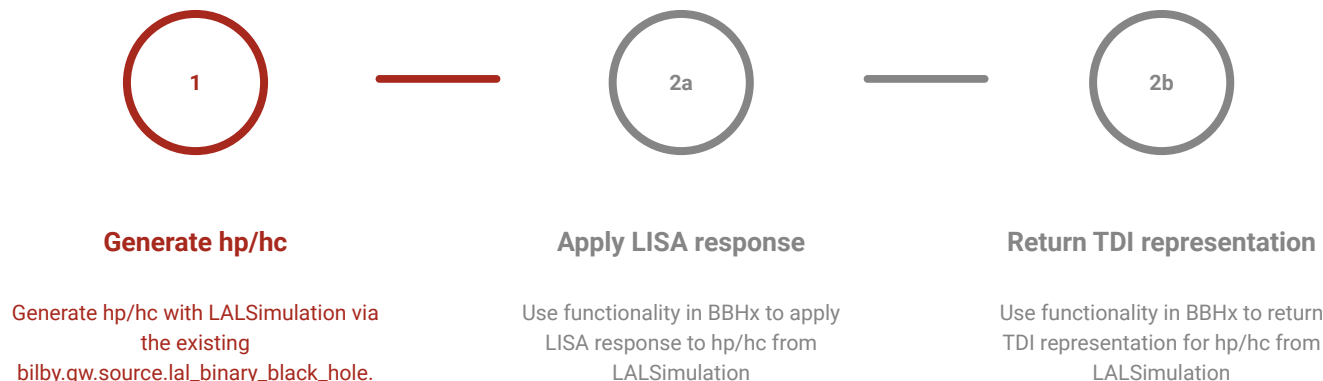 1
2a
2b
Generate hp/hc
Apply LISA response
Return TDI representation
Generate hp/hc with LALSimulation via
the existing
bilby.gw.source.lal_binary_black_hole.
Use functionality in BBHx to apply
LISA response to hp/hc from
LALSimulation
Use functionality in BBHx to return
TDI representation for hp/hc from
LALSimulation